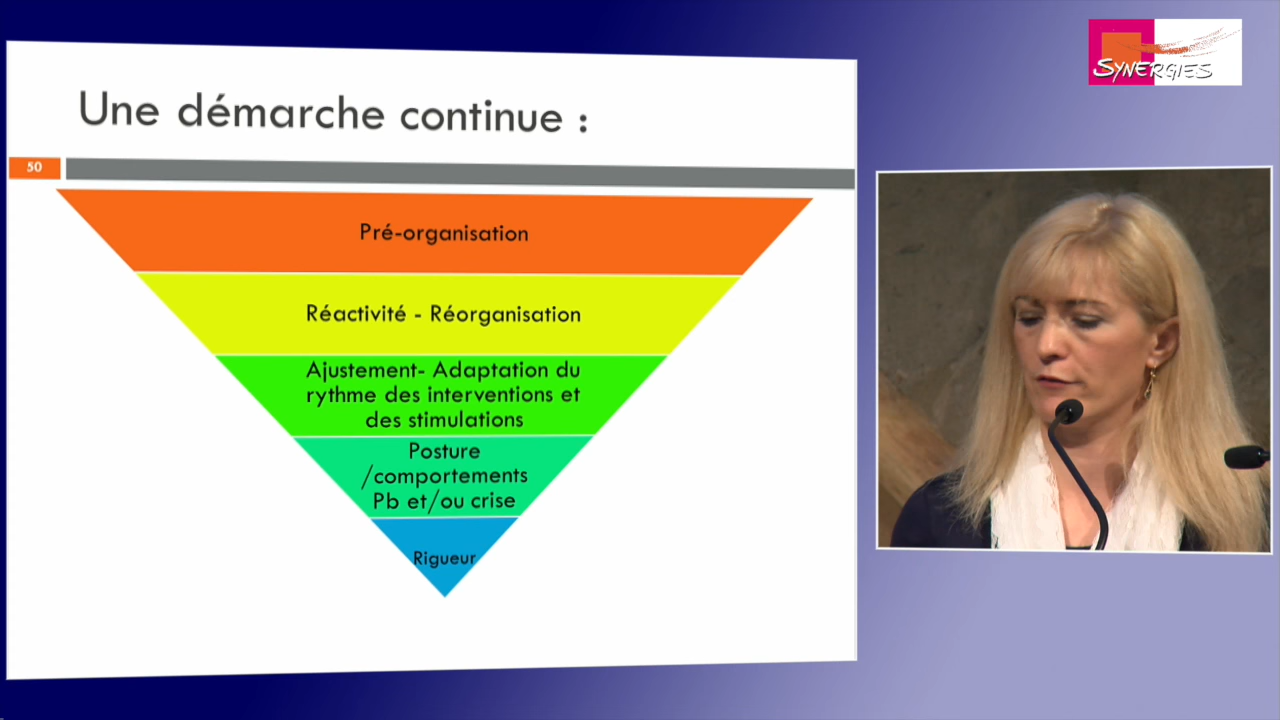 SYNERGIES
Une démarche continue :
50
Pré-organisation
Réactivité - Réorganisation
Ajustement- Adaptation du
rythme des interventions et
des stimulations
Posture
/comportements
Pb et/ou crise
Rigueur